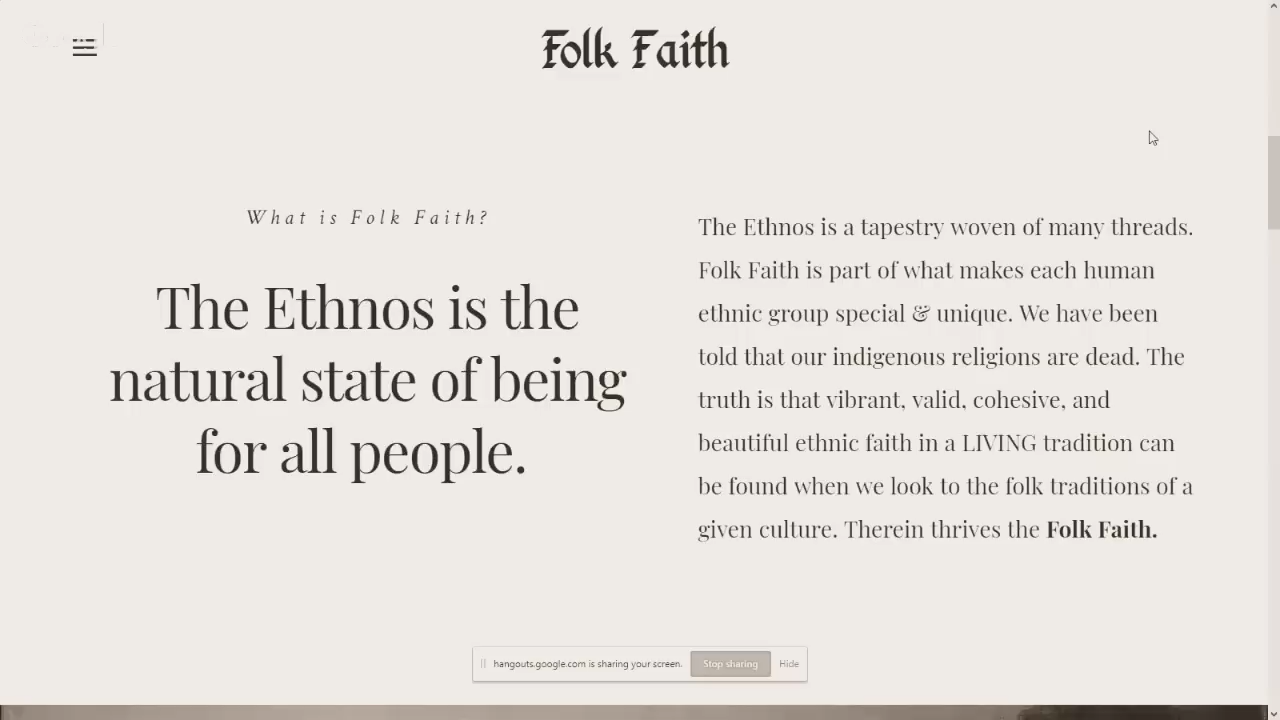 Folk Faith
What is Folk Faith?
The Ethnos is the
natural state of being
for all people.
The Ethnos is a tapestry woven of many threads.
Folk Faith is part of what makes each human
ethnic group special & unique. We have been
told that our indigenous religions are dead. The
truth is that vibrant, valid, cohesive, and
beautiful ethnic faith in a LIVING tradition can
be found when we look to the folk traditions of a
given culture. Therein thrives the Folk Faith.
hangouts.google.com is sharing your screen. Stop sharing Hide